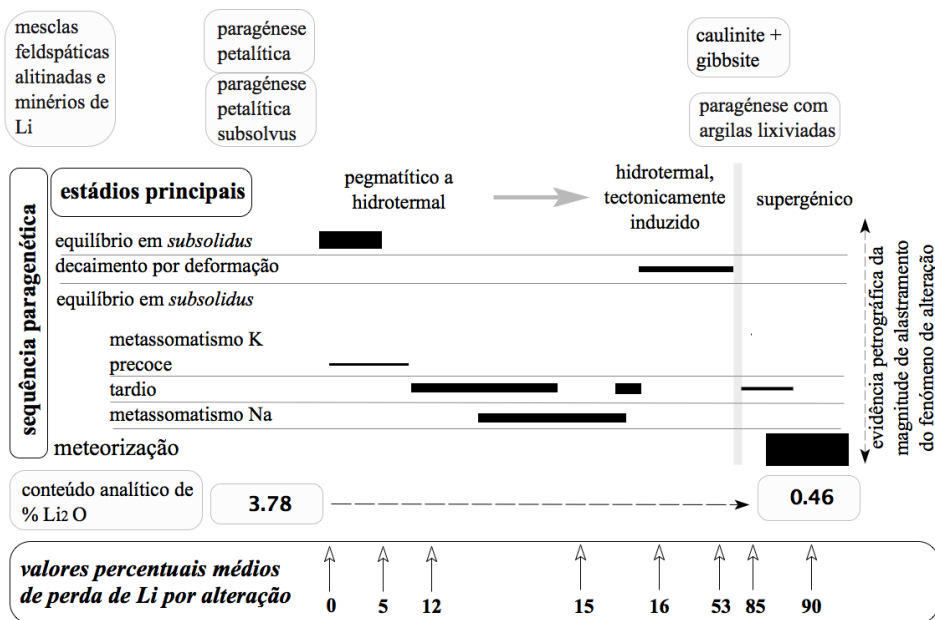 mesclas
feldspáticas
alitinadas e
minérios de
Li
paragénese
petalítica
paragénese
petalítica
subsolvus
caulinite +
gibbsite
paragénese com
argilas lixiviadas
sequência paragenética
estádios principais
pegmatítico a
hidrotermal
hidrotermal,
tectonicamente
induzido
supergénico
equilíbrio em subsolidus
decaimento por deformação
equilíbrio em subsolidus
metassomatismo K
precoce
tardio
metassomatismo Na
meteorização
evidência petrográfica da
magnitude de alastramento
do fenómeno de alteração
conteúdo analítico de
% Li2 O
3.78
0.46
valores percentuais médios
de perda de Li por alteração
0 5 12 15 16 53 85 90